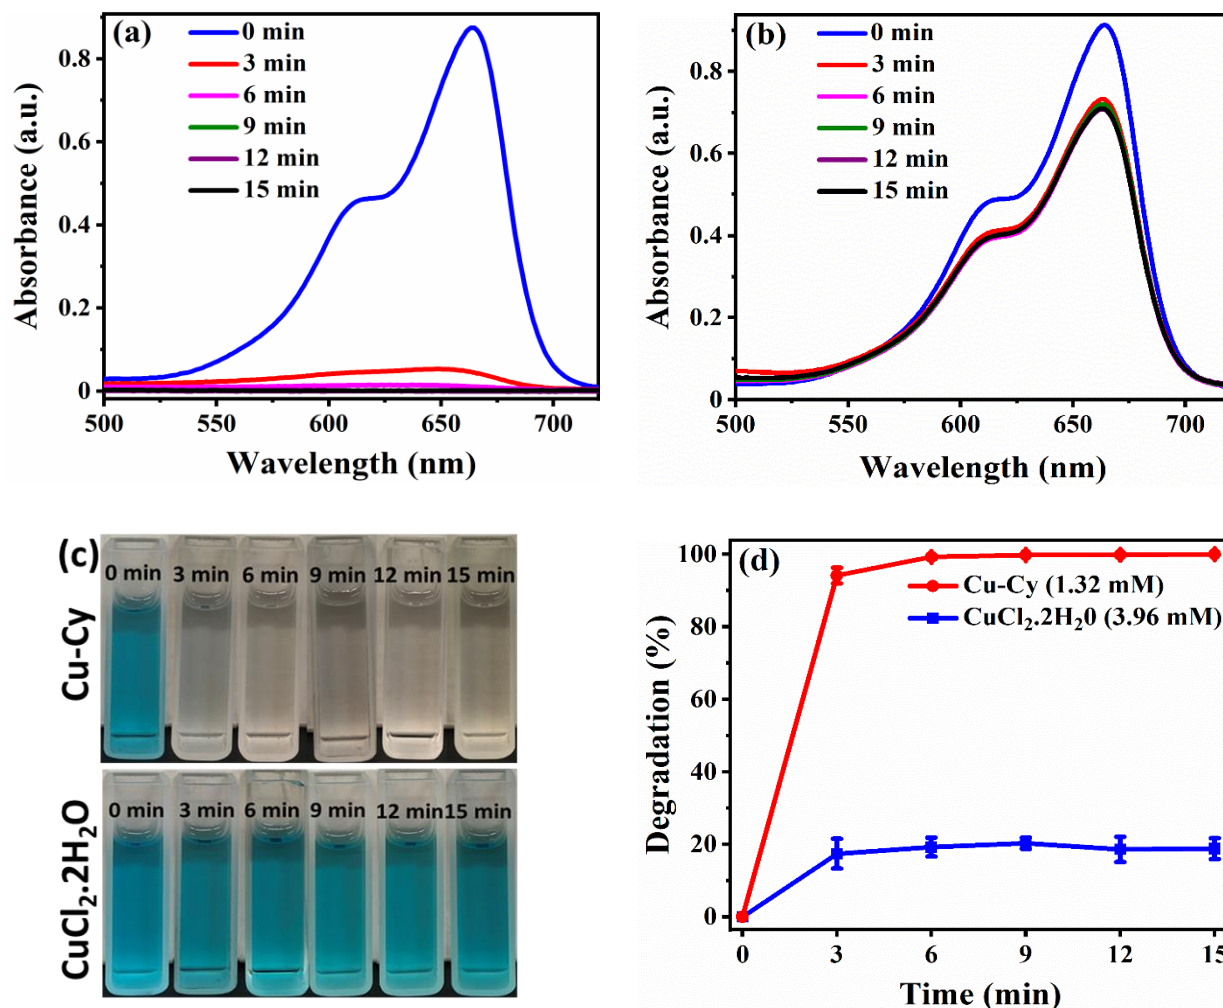 (a)
0 min
3 min
6 min
9 min
12 min
15 min
Absorbance (a.u.)
0.8
0.6
0.4
0.2
0
500 550 600 650 700
Wavelength (nm)
(b)
0 min
3 min
6 min
9 min
12 min
15 min
Absorbance (a.u.)
0.8
0.6
0.4
0.2
0
500 550 600 650 700
Wavelength (nm)
(c)
Cu-Cy
0 min 3 min 6 min 9 min 12 min 15 min
CuCl₂.2H₂O
0 min 3 min 6 min 9 min 12 min 15 min
(d)
Cu-Cy (1.32 mM)
CuCl₂.2H₂0 (3.96 mM)
Degradation (%)
100
80
60
40
20
0
0 3 6 9 12 15
Time (min)